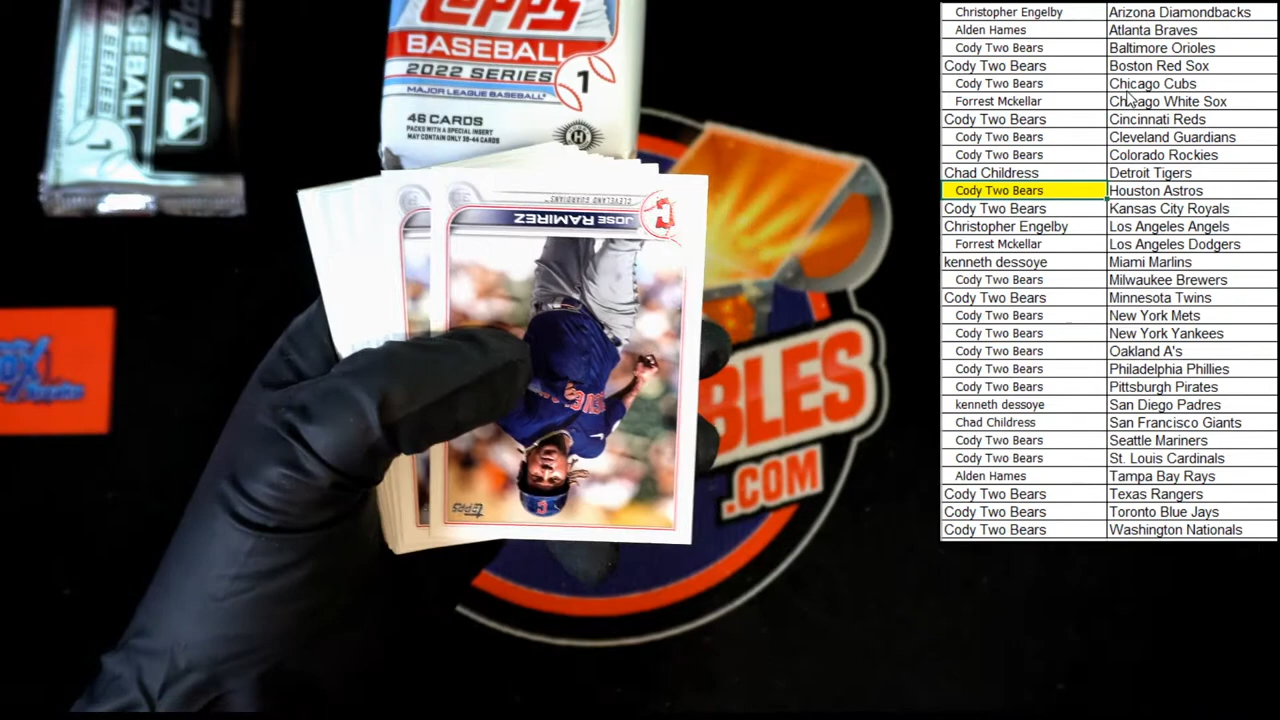 TOPPS
BASEBALL
2022 SERIES 1
MAJOR LEAGUE BASEBALL
46 CARDS
PACKS WITH A SPECIAL INSERT
MAY CONTAIN ONLY 38-44 CARDS
BASEBALL
SERIES
1
CLEVELAND GUARDIANS
JOSE RAMIREZ
TOPPS
BLES
.COM
Christopher Engelby Arizona Diamondbacks
Alden Hames Atlanta Braves
Cody Two Bears Baltimore Orioles
Cody Two Bears Boston Red Sox
Cody Two Bears Chicago Cubs
Forrest Mckellar Chicago White Sox
Cody Two Bears Cincinnati Reds
Cody Two Bears Cleveland Guardians
Cody Two Bears Colorado Rockies
Chad Childress Detroit Tigers
Cody Two Bears Houston Astros
Cody Two Bears Kansas City Royals
Christopher Engelby Los Angeles Angels
Forrest Mckellar Los Angeles Dodgers
kenneth dessoye Miami Marlins
Cody Two Bears Milwaukee Brewers
Cody Two Bears Minnesota Twins
Cody Two Bears New York Mets
Cody Two Bears New York Yankees
Cody Two Bears Oakland A's
Cody Two Bears Philadelphia Phillies
Cody Two Bears Pittsburgh Pirates
kenneth dessoye San Diego Padres
Chad Childress San Francisco Giants
Cody Two Bears Seattle Mariners
Cody Two Bears St. Louis Cardinals
Alden Hames Tampa Bay Rays
Cody Two Bears Texas Rangers
Cody Two Bears Toronto Blue Jays
Cody Two Bears Washington Nationals